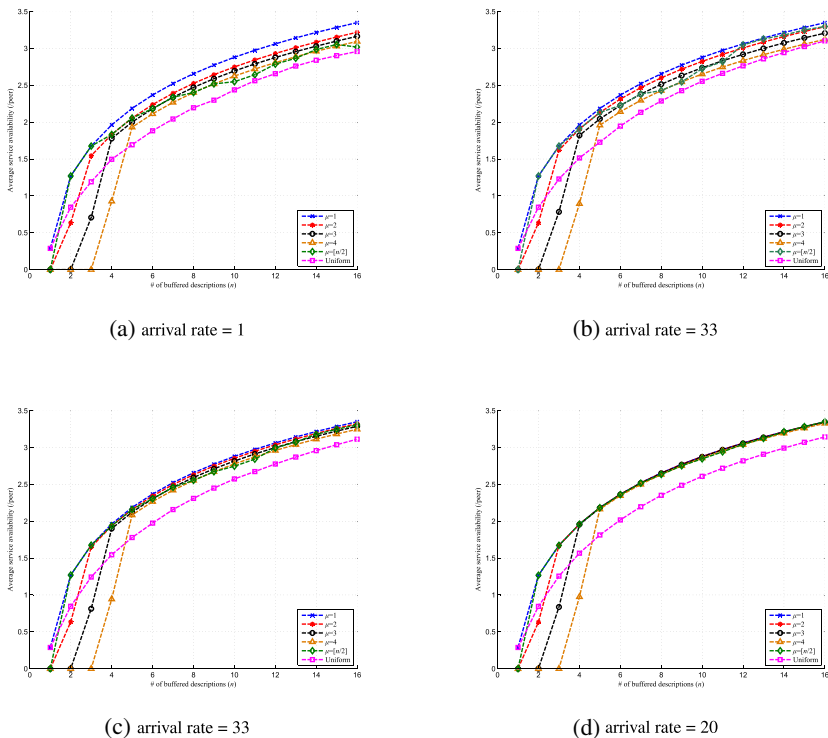 3.5
3
2.5
2
1.5
1
0.5
0
Average service availability (/peer)
0 2 4 6 8 10 12 14 16
# of buffered descriptions (n)
μ=1
μ=2
μ=3
μ=4
μ=[n/2]
Uniform
(a) arrival rate = 1
3.5
3
2.5
2
1.5
1
0.5
0
Average service availability (/peer)
0 2 4 6 8 10 12 14 16
# of buffered descriptions (n)
μ=1
μ=2
μ=3
μ=4
μ=[n/2]
Uniform
(b) arrival rate = 33
3.5
3
2.5
2
1.5
1
0.5
0
Average service availability (/peer)
0 2 4 6 8 10 12 14 16
# of buffered descriptions (n)
μ=1
μ=2
μ=3
μ=4
μ=[n/2]
Uniform
(c) arrival rate = 33
3.5
3
2.5
2
1.5
1
0.5
0
Average service availability (/peer)
0 2 4 6 8 10 12 14 16
# of buffered descriptions (n)
μ=1
μ=2
μ=3
μ=4
μ=[n/2]
Uniform
(d) arrival rate = 20